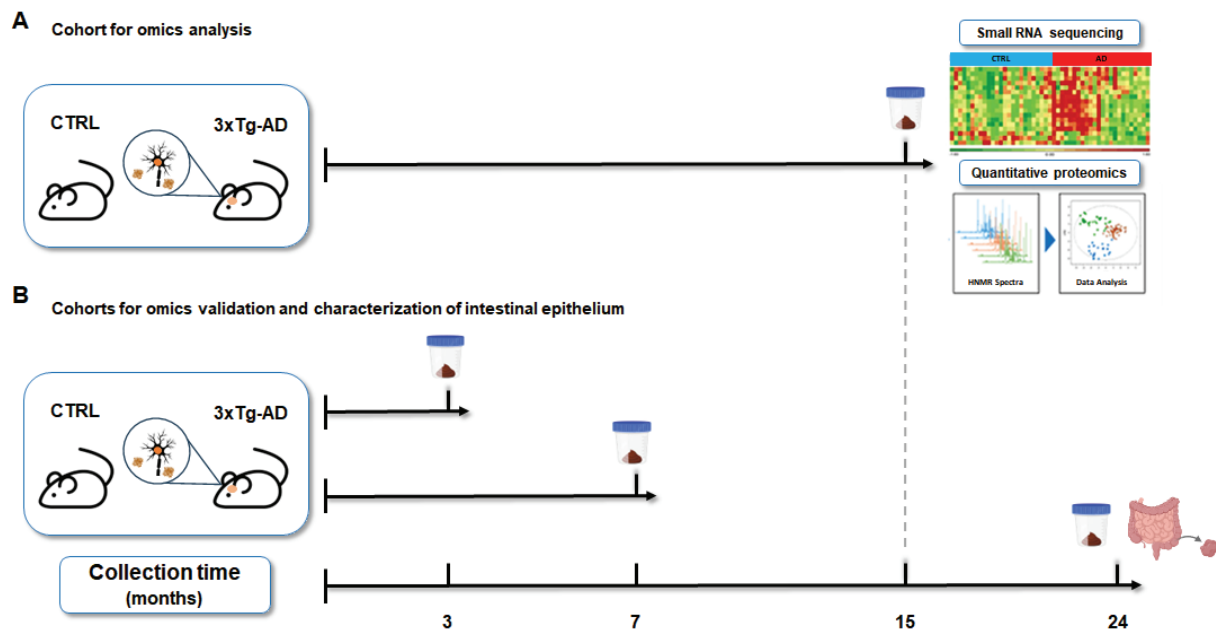 A
Cohort for omics analysis
CTRL
3xTg-AD
Small RNA sequencing
CTRL
AD
Quantitative proteomics
HNMR Spectra
Data Analysis
B
Cohorts for omics validation and characterization of intestinal epithelium
CTRL
3xTg-AD
Collection time
(months)
3
7
15
24